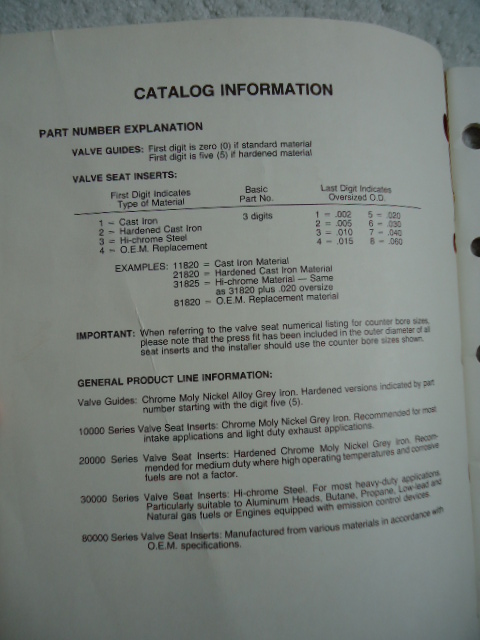 CATALOG INFORMATION
PART NUMBER EXPLANATION
VALVE GUIDES: First digit is zero (0) if standard material
First digit is five (5) if hardened material
VALVE SEAT INSERTS:
First Digit Indicates Basic Last Digit Indicates
Type of Material Part No. Oversized O.D.
1 = Cast Iron 3 digits 1 = .002 5 = .020
2 = Hardened Cast Iron 2 = .005 6 = .030
3 = Hi-chrome Steel 3 = .010 7 = .040
4 = O.E.M. Replacement 4 = .015 8 = .060
EXAMPLES: 11820 = Cast Iron Material
21820 = Hardened Cast Iron Material
31825 = Hi-chrome Material — Same
as 31820 plus .020 oversize
81820 = O.E.M. Replacement material
IMPORTANT: When referring to the valve seat numerical listing for counter bore sizes,
please note that the press fit has been included in the outer diameter of all
seat inserts and the installer should use the counter bore sizes shown.
GENERAL PRODUCT LINE INFORMATION:
Valve Guides: Chrome Moly Nickel Alloy Grey Iron. Hardened versions indicated by part
number starting with the digit five (5).
10000 Series Valve Seat Inserts: Chrome Moly Nickel Grey Iron. Recommended for most
intake applications and light duty exhaust applications.
20000 Series Valve Seat Inserts: Hardened Chrome Moly Nickel Grey Iron. Recom-
mended for medium duty where high operating temperatures and corrosive
fuels are not a factor.
30000 Series Valve Seat Inserts: Hi-chrome Steel. For most heavy-duty applications.
Particularly suitable to Aluminum Heads, Butane, Propane, Low-lead and
Natural gas fuels or Engines equipped with emission control devices.
80000 Series Valve Seat Inserts: Manufactured from various materials in accordance with
O.E.M. specifications.